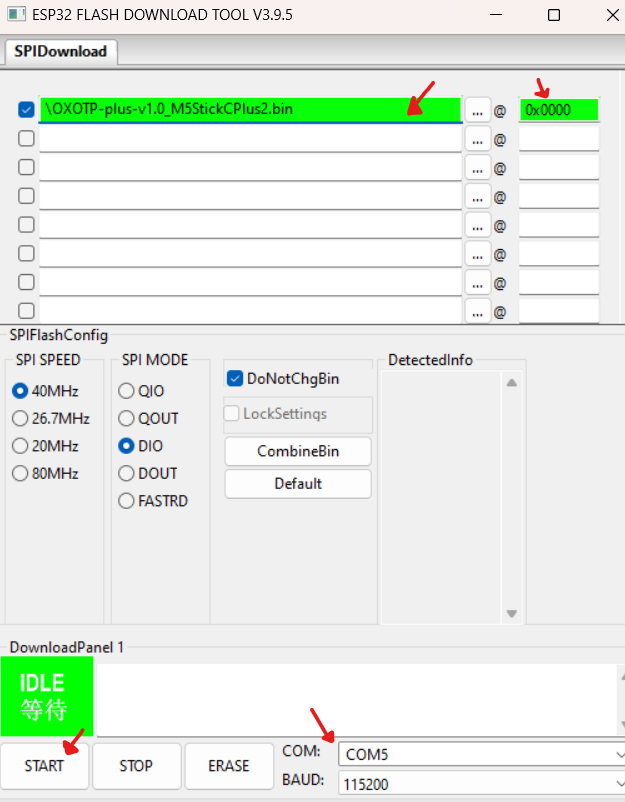 ESP32 FLASH DOWNLOAD TOOL V3.9.5
SPIDownload
\OXOTP-plus-v1.0_M5StickCPlus2.bin ... @ 0x0000
... @
... @
... @
... @
... @
... @
... @
SPIFlashConfig
SPI SPEED
40MHz
26.7MHz
20MHz
80MHz
SPI MODE
QIO
QOUT
DIO
DOUT
FASTRD
DoNotChgBin
LockSettings
CombineBin
Default
DetectedInfo
DownloadPanel 1
IDLE
等待
START STOP ERASE
COM: COM5
BAUD: 115200